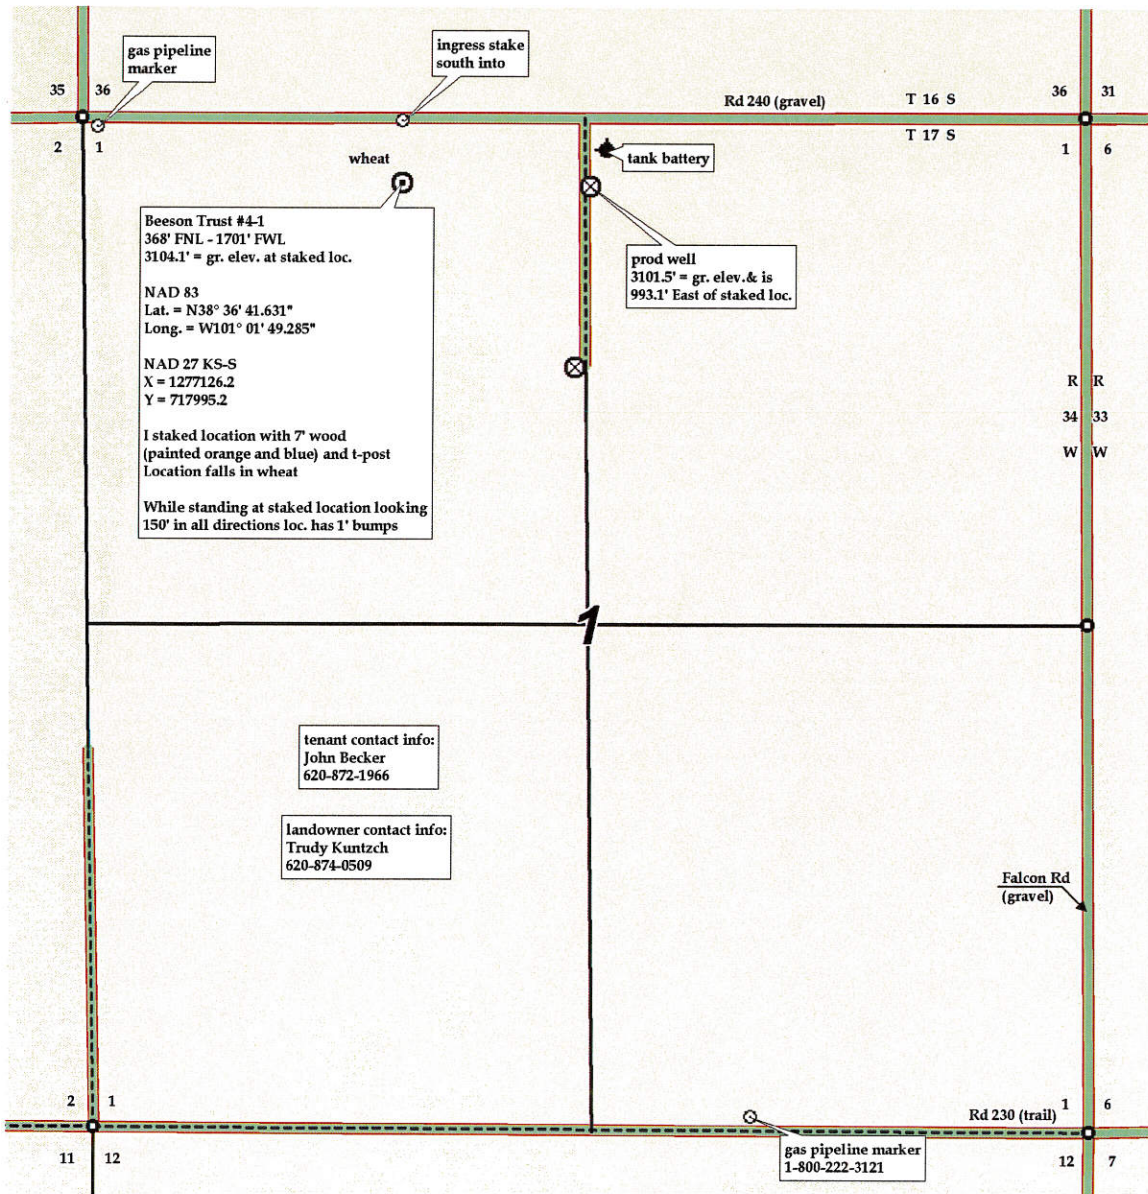 gas pipeline
marker
ingress stake
south into
35 36
Rd 240 (gravel)
T 16 S
36 31
2 1
T 17 S
1 6
wheat
tank battery
Beeson Trust #4-1
368' FNL - 1701' FWL
3104.1' = gr. elev. at staked loc.
NAD 83
Lat. = N38° 36' 41.631"
Long. = W101° 01' 49.285"
NAD 27 KS-S
X = 1277126.2
Y = 717995.2
I staked location with 7' wood
(painted orange and blue) and t-post
Location falls in wheat
While standing at staked location looking
150' in all directions loc. has 1' bumps
prod well
3101.5' = gr. elev.& is
993.1' East of staked loc.
R R
34 33
W W
1
tenant contact info:
John Becker
620-872-1966
landowner contact info:
Trudy Kuntzch
620-874-0509
Falcon Rd
(gravel)
2 1
Rd 230 (trail)
1 6
gas pipeline marker
1-800-222-3121
11 12
12 7